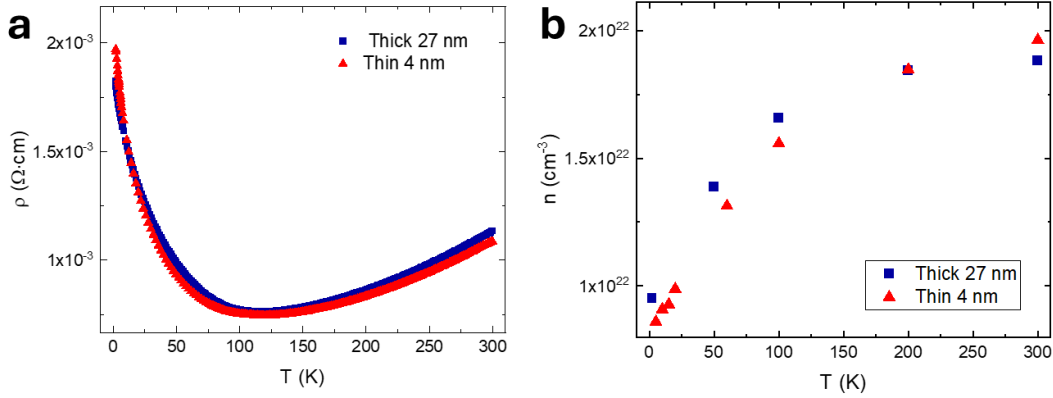 a
Thick 27 nm
Thin 4 nm
2x10⁻³
1.5x10⁻³
1x10⁻³
ρ (Ω·cm)
0 50 100 150 200 250 300
T (K)
b
2x10²²
1.5x10²²
1x10²²
n (cm⁻³)
Thick 27 nm
Thin 4 nm
0 50 100 150 200 250 300
T (K)